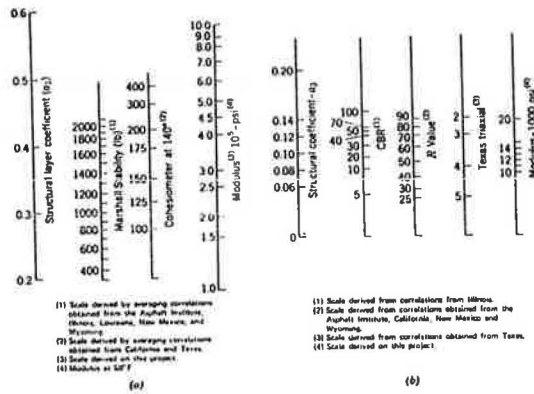 0.6
0.5
0.4
0.3
0.2
Structural layer coefficient (a₁)
2000
1800
1600
1400
1200
1000
800
600
400
Marshall Stability (lb)(1)
400
300
200
175
150
125
100
Cohesiometer at 140°(2)
10.0
9.0
8.0
7.0
6.0
5.0
4.0
3.0
2.5
2.0
1.5
1.0
Modulus(3) 10⁵- psi(4)
(1) Scale derived by averaging correlations
obtained from the Asphalt Institute,
Illinois, Louisiana, New Mexico, and
Wyoming.
(2) Scale derived by averaging correlations
obtained from California and Texas.
(3) Scale derived on this project.
(4) Modulus at 68°F
(a)
0.20
0.14
0.12
0.10
0.08
0.06
0
Structural coefficient-a₃
100
70
50
40
30
20
10
5
CBR(1)
90
80
70
60
50
40
30
25
R Value(2)
2
3
4
5
Texas triaxial(3)
20
14
12
10
Modulus-1000 psi(4)
(1) Scale derived from correlations from Illinois.
(2) Scale derived from correlations obtained from the
Asphalt Institute, California, New Mexico and
Wyoming.
(3) Scale derived from correlations obtained from Texas.
(4) Scale derived on this project.
(b)